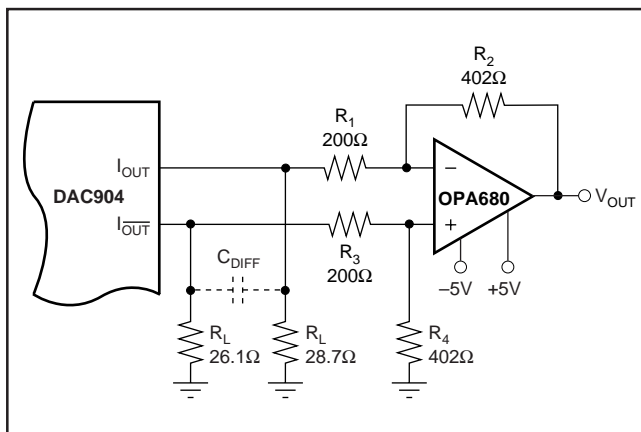 R2
402Ω
R1
200Ω
IOUT
DAC904
IOUT
−
OPA680
+
VOUT
R3
200Ω
CDIFF
−5V +5V
RL
26.1Ω
RL
28.7Ω
R4
402Ω